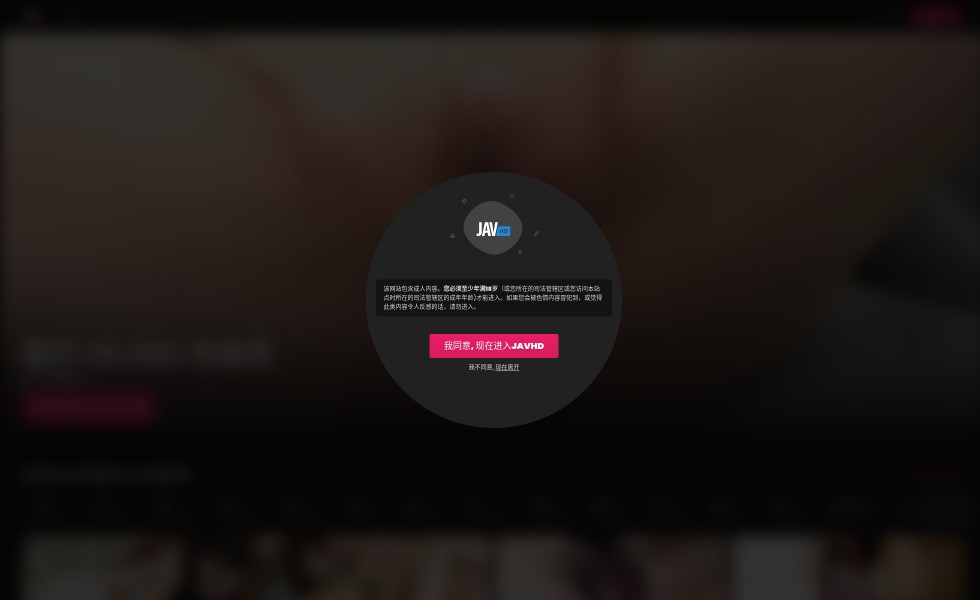 JAV HD
该网站包含成人内容。您必须至少年满18岁（或您所在的司法管辖区或您访问本站
点时所在的司法管辖区的成年年龄)才能进入。如果您会被色情内容冒犯到，或觉得
此类内容令人反感的话，请勿进入。
我同意, 现在进入JAVHD
我不同意, 现在离开